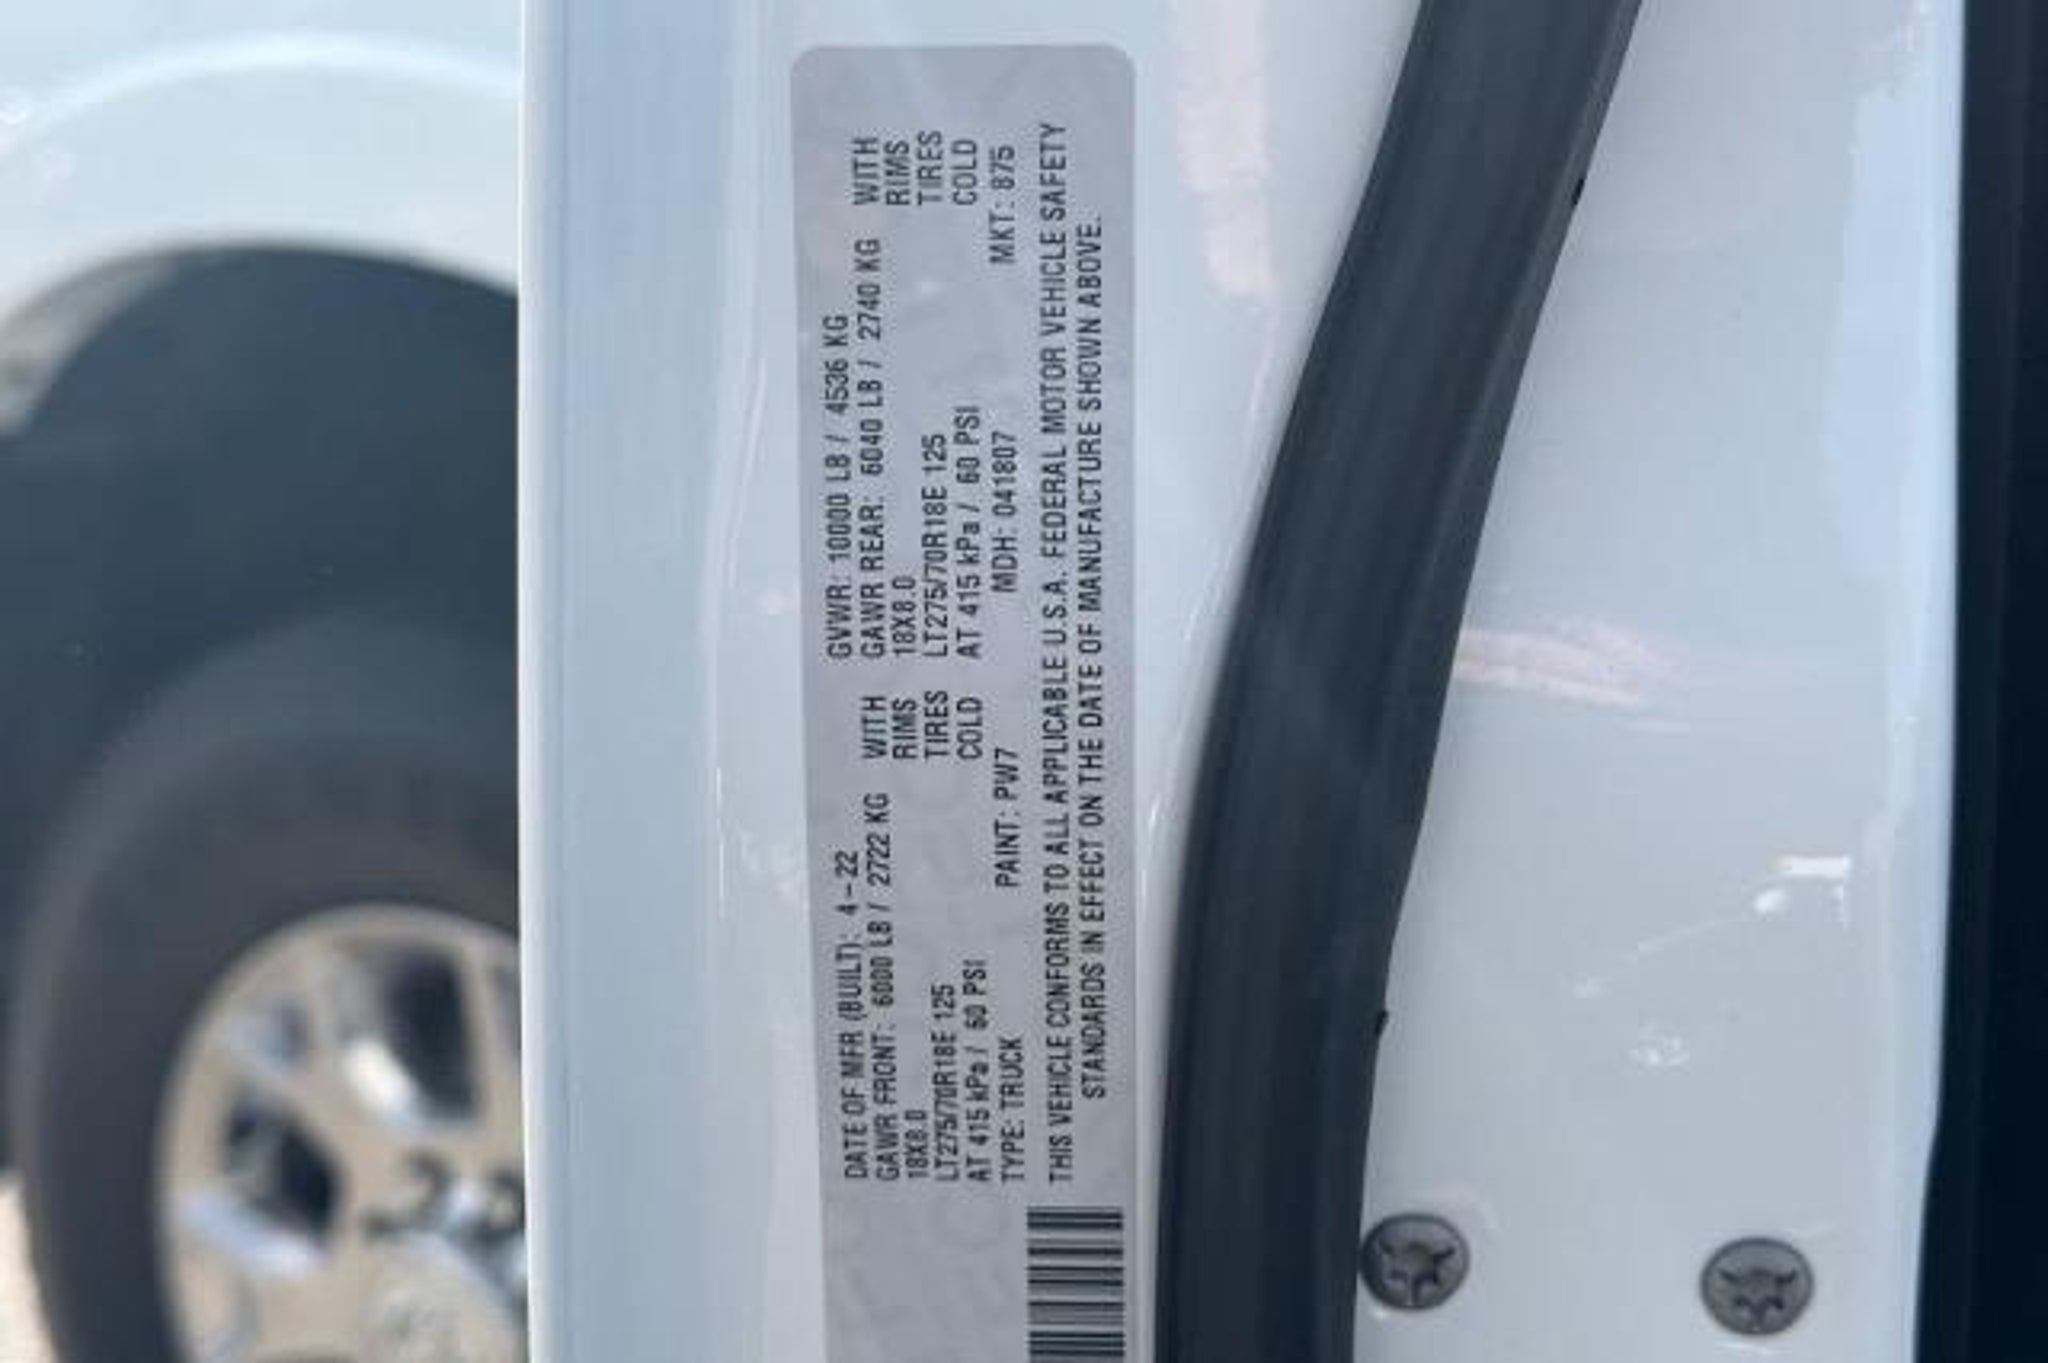 DATE OF MFR (BUILT): 4-22 GVWR: 10000 LB / 4536 KG
GAWR FRONT: 6000 LB / 2722 KG WITH GAWR REAR: 6040 LB / 2740 KG WITH
18X8.0 RIMS 18X8.0 RIMS
LT275/70R18E 125 TIRES LT275/70R18E 125 TIRES
AT 415 kPa / 60 PSI COLD AT 415 kPa / 60 PSI COLD
TYPE: TRUCK PAINT: PW7 MDH: 041807 MKT: 875
THIS VEHICLE CONFORMS TO ALL APPLICABLE U.S.A. FEDERAL MOTOR VEHICLE SAFETY
STANDARDS IN EFFECT ON THE DATE OF MANUFACTURE SHOWN ABOVE.